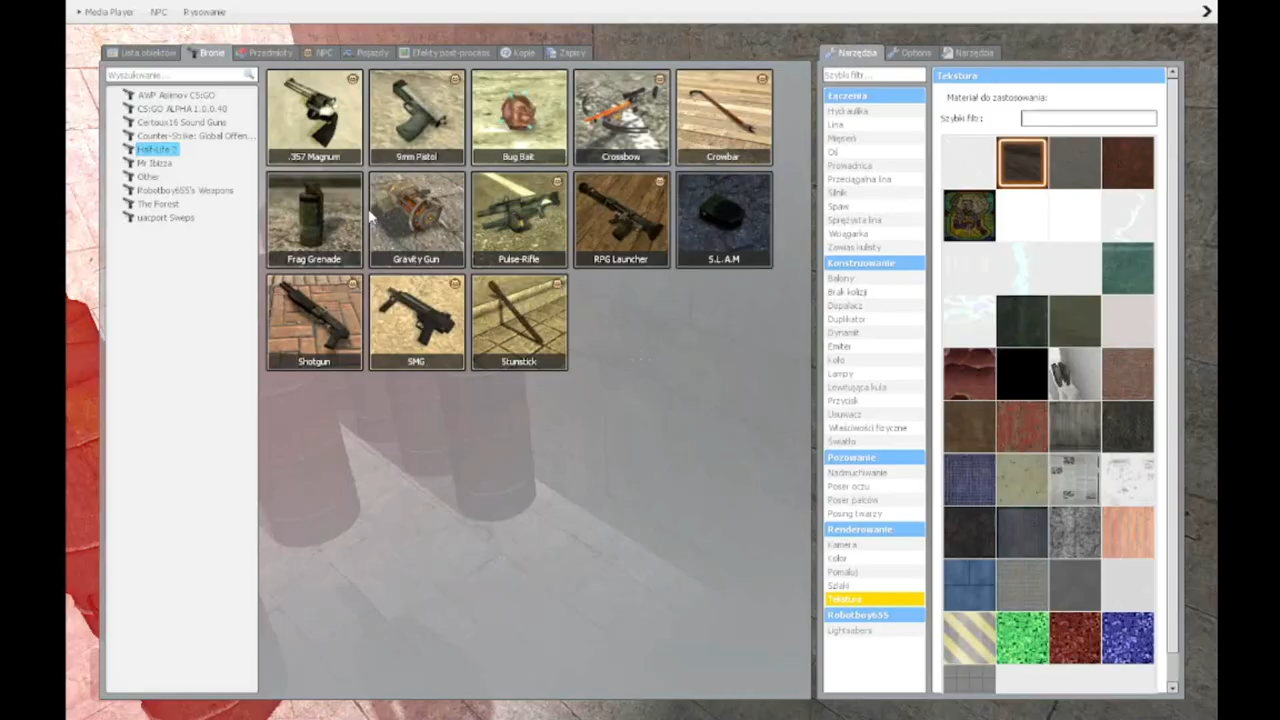 Media Player NPC Rysowanie
Lista obiektów Bronie Przedmioty NPC Pojazdy Efekty post-process Kopie Zapisy
Wyszukiwanie...
AWP Asimov CS:GO
CS:GO ALPHA 1.0.0.40
Certoux16 Sound Guns
Counter-Strike: Global Offen...
Half-Life 2
Mr Ibizza
Other
Robotboy655's Weapons
The Forest
uacport Sweps
.357 Magnum 9mm Pistol Bug Bait Crossbow Crowbar
Frag Grenade Gravity Gun Pulse-Rifle RPG Launcher S.L.A.M
Shotgun SMG Stunstick
Narzędzia Options Narzędzia
Szybki filtr...
Łączenia
Hydraulika
Lina
Mięsień
Oś
Prowadnica
Przeciągalna lina
Silnik
Spaw
Sprężysta lina
Wciągarka
Zawias kulisty
Konstruowanie
Balony
Brak kolizji
Dopalacz
Duplikator
Dynamit
Emiter
Koło
Lampy
Lewitująca kula
Przycisk
Usuwacz
Właściwości fizyczne
Światło
Pozowanie
Nadmuchiwanie
Poser oczu
Poser palców
Posing twarzy
Renderowanie
Kamera
Kolor
Pomaluj
Szlaki
Tekstura
Robotboy655
Lightsabers
Tekstura
Materiał do zastosowania:
Szybki filtr: